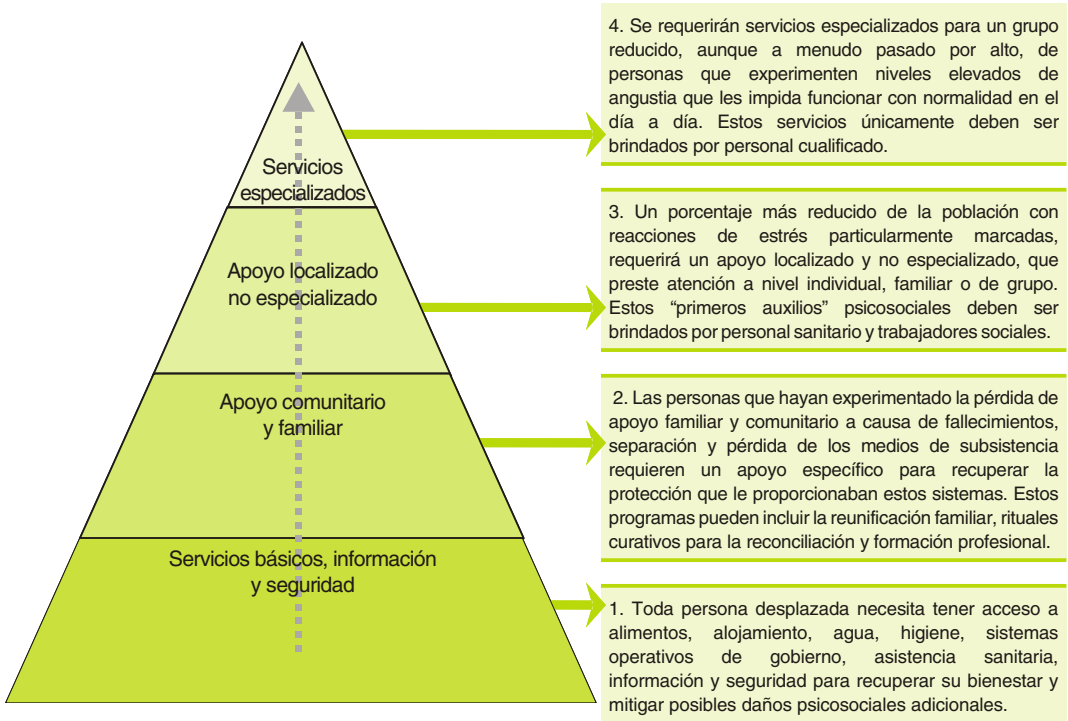 Servicios
especializados
Apoyo localizado
no especializado
Apoyo comunitario
y familiar
Servicios básicos, información
y seguridad
4. Se requerirán servicios especializados para un grupo
reducido, aunque a menudo pasado por alto, de
personas que experimenten niveles elevados de
angustia que les impida funcionar con normalidad en el
día a día. Estos servicios únicamente deben ser
brindados por personal cualificado.
3. Un porcentaje más reducido de la población con
reacciones de estrés particularmente marcadas,
requerirá un apoyo localizado y no especializado, que
preste atención a nivel individual, familiar o de grupo.
Estos “primeros auxilios” psicosociales deben ser
brindados por personal sanitario y trabajadores sociales.
2. Las personas que hayan experimentado la pérdida de
apoyo familiar y comunitario a causa de fallecimientos,
separación y pérdida de los medios de subsistencia
requieren un apoyo específico para recuperar la
protección que le proporcionaban estos sistemas. Estos
programas pueden incluir la reunificación familiar, rituales
curativos para la reconciliación y formación profesional.
1. Toda persona desplazada necesita tener acceso a
alimentos, alojamiento, agua, higiene, sistemas
operativos de gobierno, asistencia sanitaria,
información y seguridad para recuperar su bienestar y
mitigar posibles daños psicosociales adicionales.